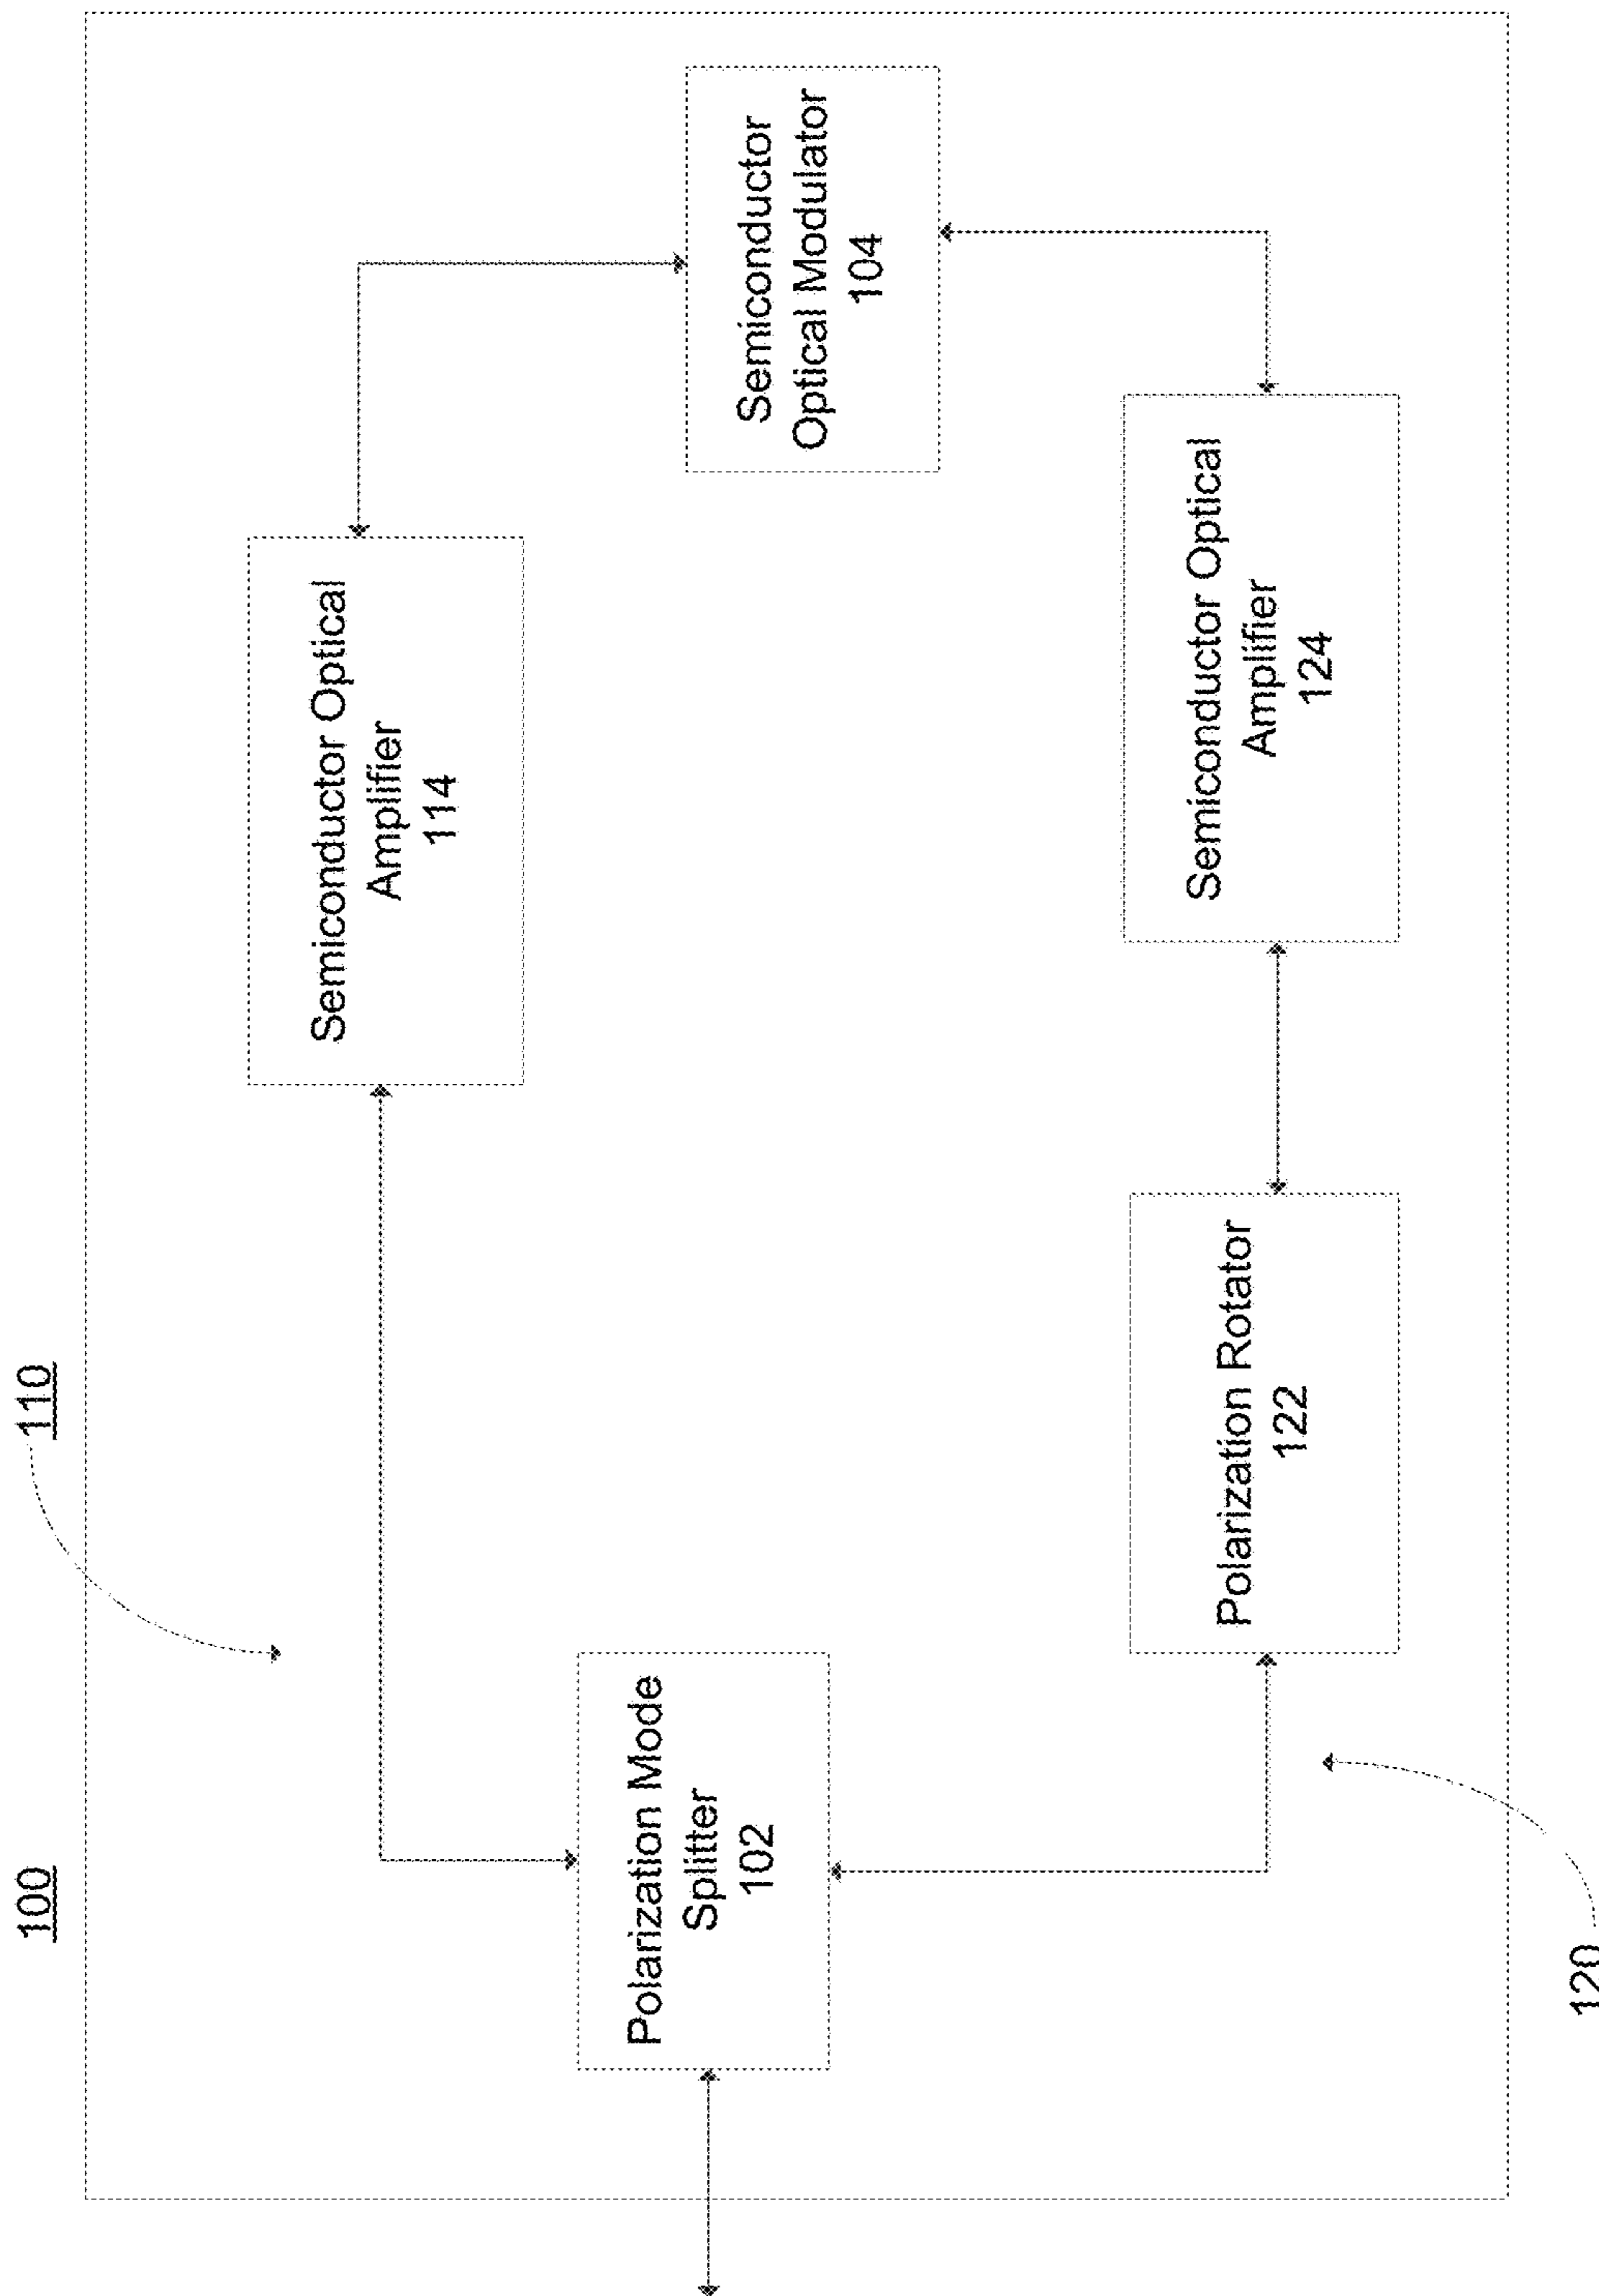 100
110
Semiconductor Optical
Amplifier
114
Polarization Mode
Splitter
102
Semiconductor
Optical Modulator
104
Polarization Rotator
122
Semiconductor Optical
Amplifier
124
120